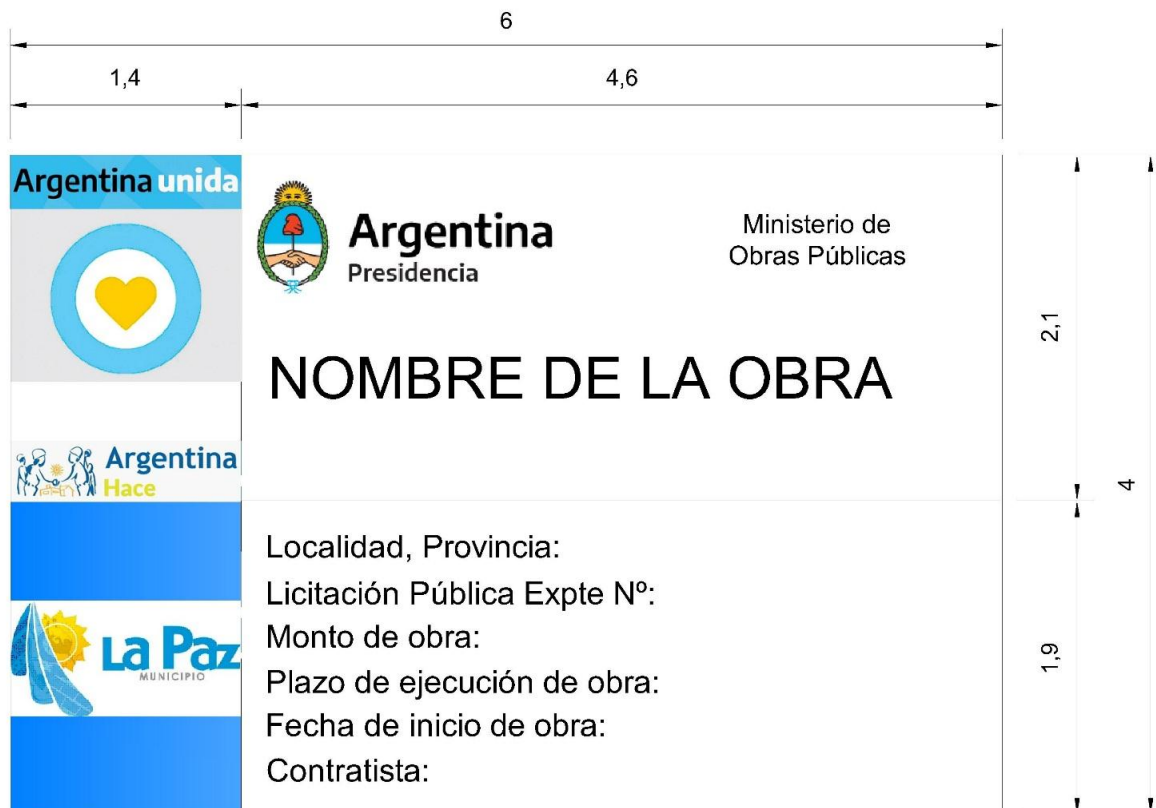 6
1,4
4,6
Argentina unida
Argentina
Presidencia
Ministerio de
Obras Públicas
2,1
4
NOMBRE DE LA OBRA
Argentina
Hace
Localidad, Provincia:
Licitación Pública Expte Nº:
Monto de obra:
Plazo de ejecución de obra:
Fecha de inicio de obra:
Contratista:
La Paz
MUNICIPIO
1,9